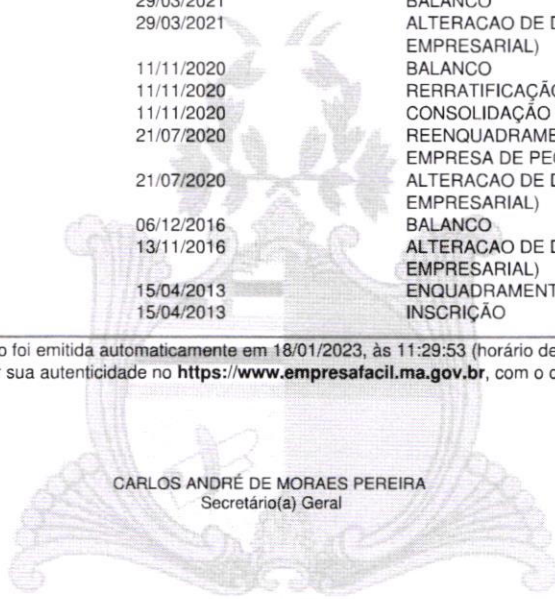 29/03/2021 BALANCO
29/03/2021 ALTERACAO DE
EMPRESARIAL)
11/11/2020 BALANCO
11/11/2020 RERRATIFICAÇÃO
11/11/2020 CONSOLIDAÇÃO
21/07/2020 REENQUADRAME
EMPRESA DE PE
21/07/2020 ALTERACAO DE
EMPRESARIAL)
06/12/2016 BALANCO
13/11/2016 ALTERACAO DE
EMPRESARIAL)
15/04/2013 ENQUADRAMENT
15/04/2013 INSCRIÇÃO
o foi emitida automaticamente em 18/01/2023, às 11:29:53 (horário de
sua autenticidade no https://www.empresafacil.ma.gov.br, com o c
CARLOS ANDRÉ DE MORAES PEREIRA
Secretário(a) Geral